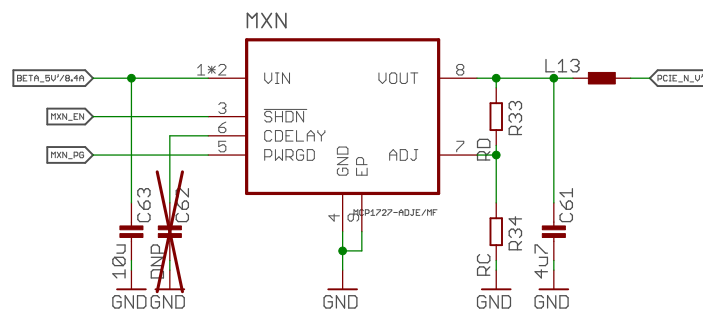 MXN
BETA_5V'/8.4A
1*2
VIN
VOUT
8
L13
PCIE_N_V'
MXN_EN
3
SHDN
6
CDELAY
MXN_PG
5
PWRGD
GND
EP
ADJ
7
R33
RD
4
9
MCP1727-ADJE/MF
C63
10u
C62
DNP
R34
RC
C61
4u7
GND
GND
GND
GND
GND